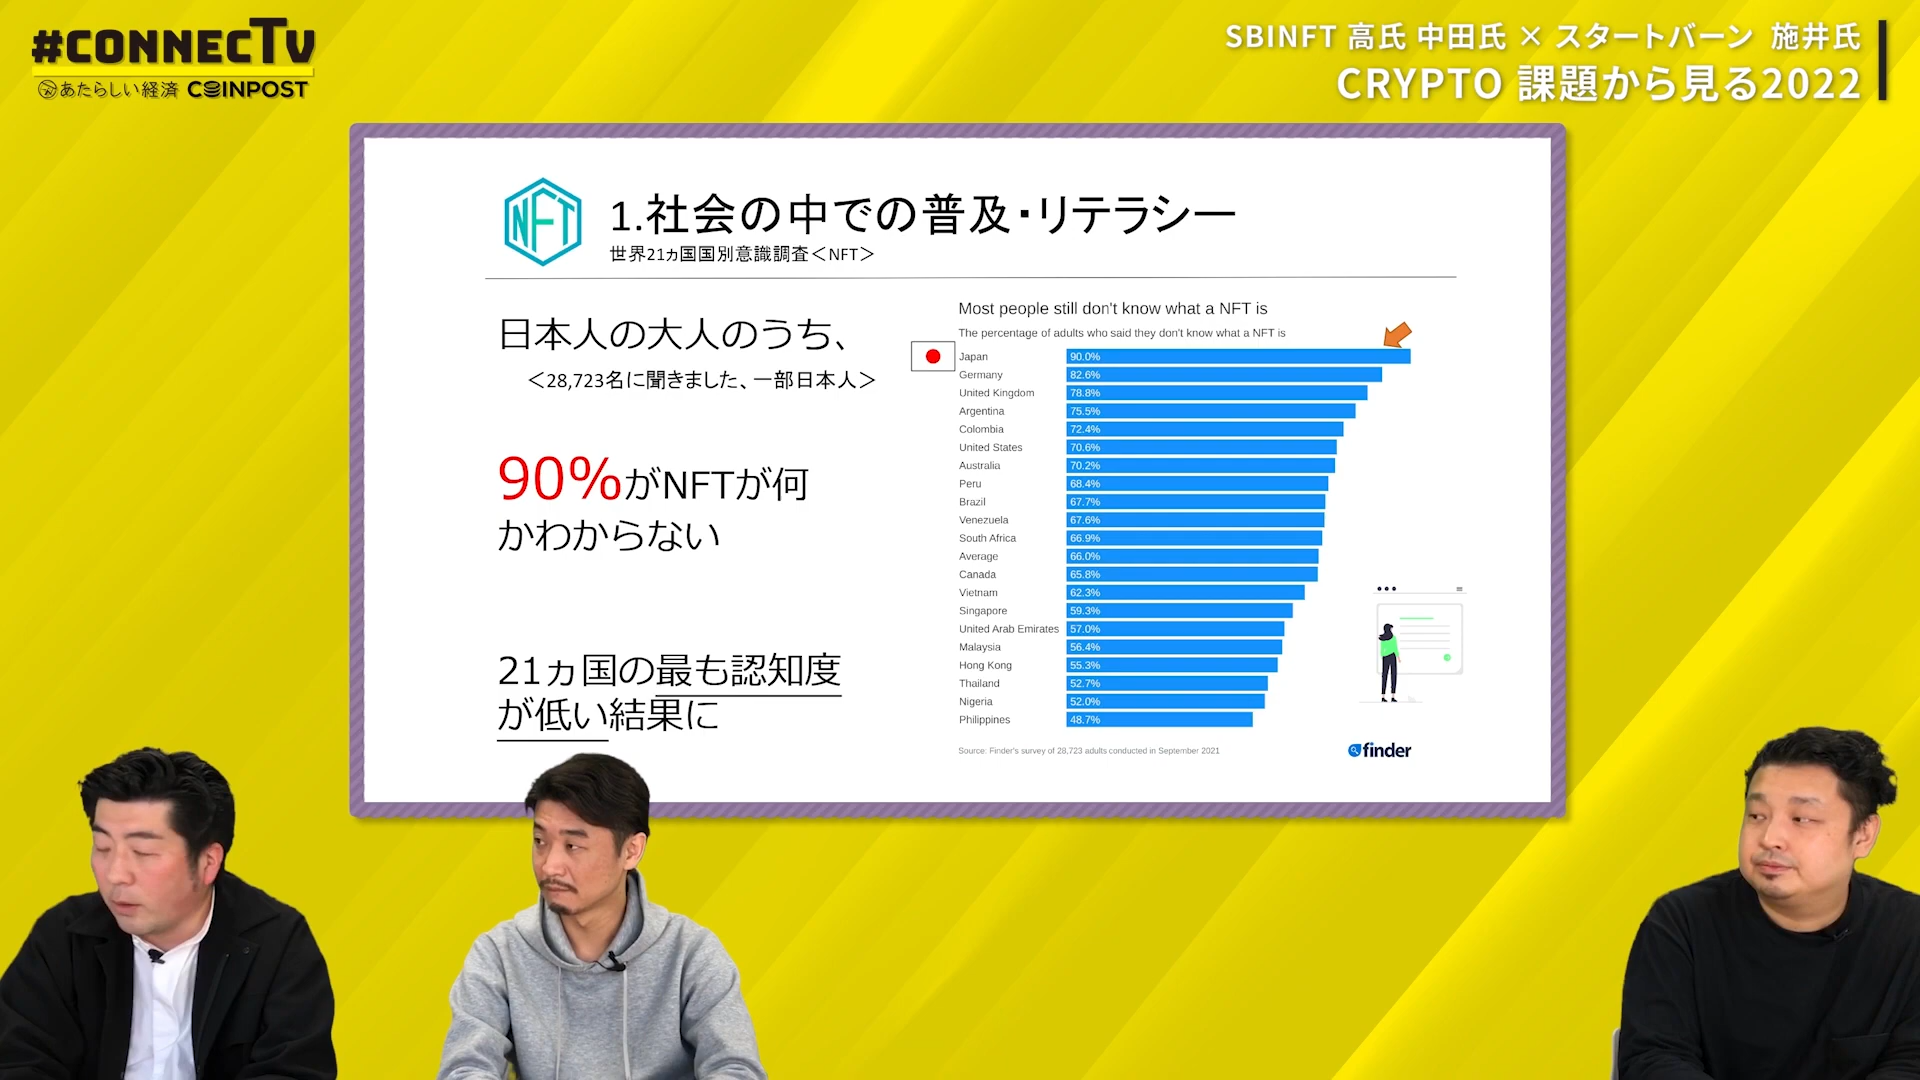 #CONNECTV
あたらしい経済 COINPOST
SBINFT 高氏 中田氏 × スタートバーン 施井氏
CRYPTO 課題から見る2022
NFT
1.社会の中での普及・リテラシー
世界21ヵ国国別意識調査＜NFT＞
日本人の大人のうち、
＜28,723名に聞きました、一部日本人＞
90%がNFTが何
かわからない
21ヵ国の最も認知度
が低い結果に
Most people still don't know what a NFT is
The percentage of adults who said they don't know what a NFT is
Japan 90.0%
Germany 82.6%
United Kingdom 78.8%
Argentina 75.5%
Colombia 72.4%
United States 70.6%
Australia 70.2%
Peru 68.4%
Brazil 67.7%
Venezuela 67.6%
South Africa 66.9%
Average 66.0%
Canada 65.8%
Vietnam 62.3%
Singapore 59.3%
United Arab Emirates 57.0%
Malaysia 56.4%
Hong Kong 55.3%
Thailand 52.7%
Nigeria 52.0%
Philippines 48.7%
Source: Finder's survey of 28,723 adults conducted in September 2021
finder